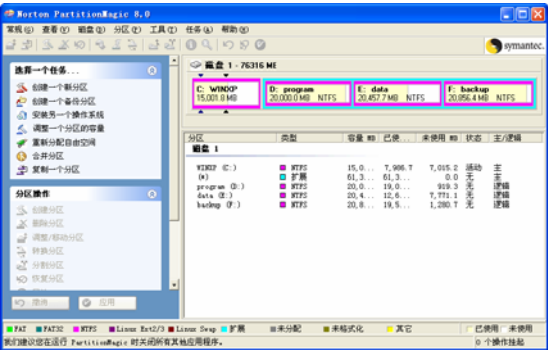 Norton PartitionMagic 8.0
常规(G) 查看(V) 磁盘(D) 分区(P) 工具(T) 任务(A) 帮助(H)
symantec.
选择一个任务...
创建一个新分区
创建一个备份分区
安装另一个操作系统
调整一个分区的容量
重新分配自由空间
合并分区
复制一个分区
分区操作
创建分区
删除分区
调整/移动分区
转换分区
分割分区
恢复分区
撤消
应用
磁盘 1 - 76316 MB
C: WINXP
15,001.8 MB
D: program
20,000.0 MB NTFS
E: data
20,457.7 MB NTFS
F: backup
20,856.4 MB NTFS
分区 类型 容量 MB 已使... 未使用 MB 状态 主/逻辑
磁盘 1
WINXP (C:) NTFS 15,0... 7,986.7 7,015.2 活动 主
(*) 扩展 61,3... 61,3... 0.0 无 主
program (D:) NTFS 20,0... 19,0... 919.3 无 逻辑
data (E:) NTFS 20,4... 12,6... 7,771.1 无 逻辑
backup (F:) NTFS 20,8... 19,5... 1,280.7 无 逻辑
FAT FAT32 NTFS Linux Ext2/3 Linux Swap 扩展 未分配 未格式化 其它 已使用 未使用
我们建议您在运行 PartitionMagic 时关闭所有其他应用程序。
0 个操作挂起